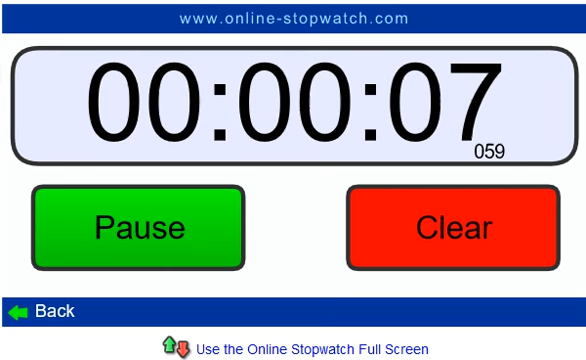 www.online-stopwatch.com
00:00:07
059
Pause Clear
Back
Use the Online Stopwatch Full Screen